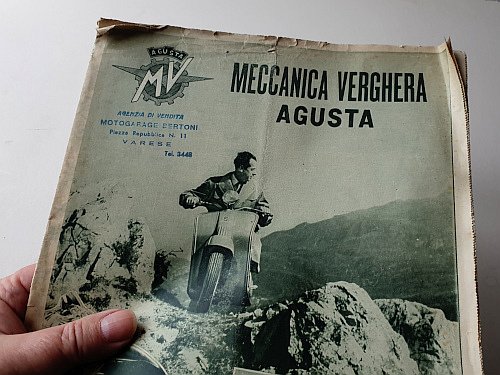 AGUSTA
MV
MECCANICA VERGHERA
AGUSTA
AGENZIA DI VENDITA
MOTOGARAGE BERTONI
Piazza Repubblica N. 11
VARESE
Tel. 3448